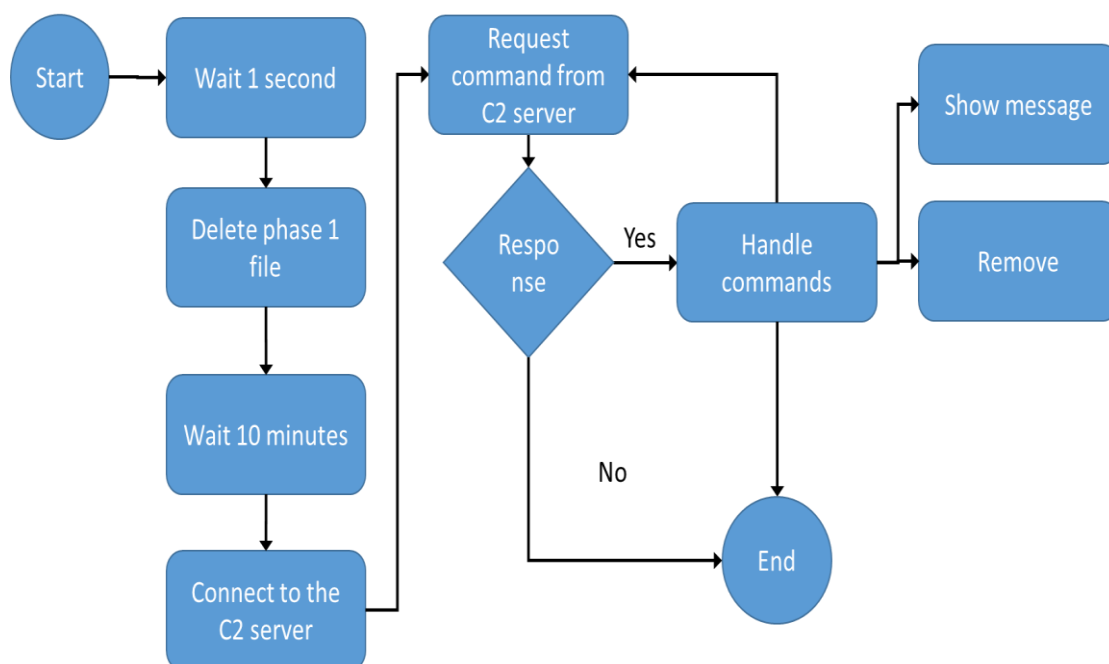 Start
Wait 1 second
Delete phase 1
file
Wait 10 minutes
Connect to the
C2 server
Request
command from
C2 server
Respo
nse
Yes
No
Handle
commands
Show message
Remove
End